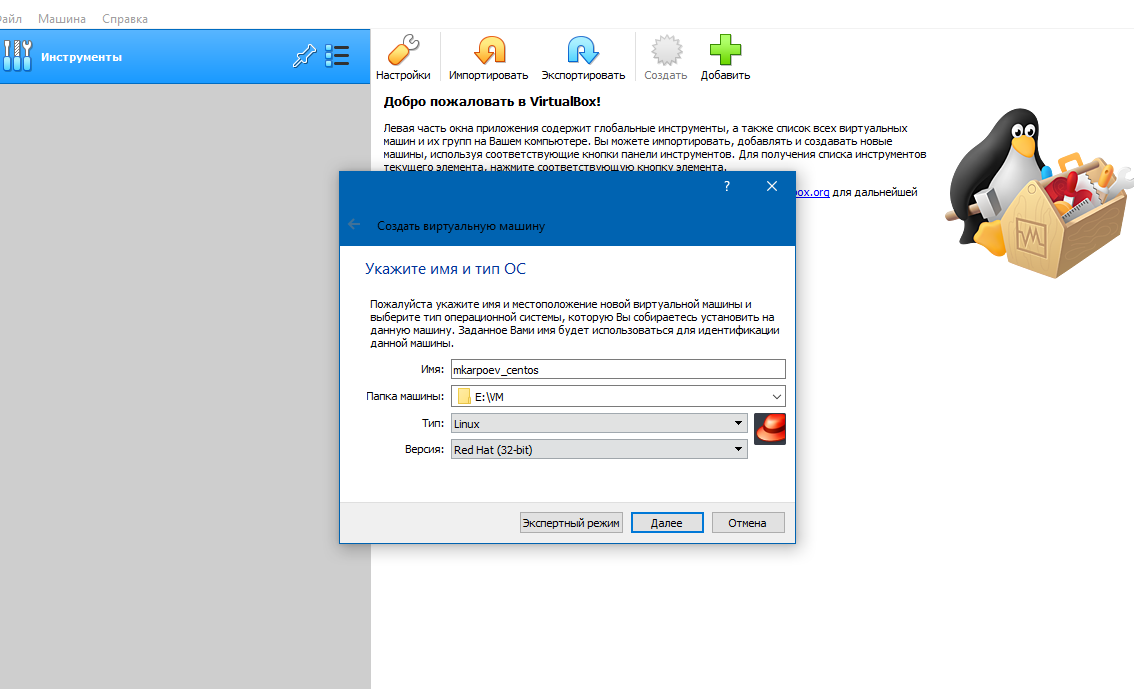 айл Машина Справка
Инструменты
Настройки Импортировать Экспортировать Создать Добавить
Добро пожаловать в VirtualBox!
Левая часть окна приложения содержит глобальные инструменты, а также список всех виртуальных
машин и их групп на Вашем компьютере. Вы можете импортировать, добавлять и создавать новые
машины, используя соответствующие кнопки панели инструментов. Для получения списка инструментов
текущего элемента, нажмите соответствующую кнопку элемента.
box.org для дальнейшей
?
Создать виртуальную машину
Укажите имя и тип ОС
Пожалуйста укажите имя и местоположение новой виртуальной машины и
выберите тип операционной системы, которую Вы собираетесь установить на
данную машину. Заданное Вами имя будет использоваться для идентификации
данной машины.
Имя: mkarpoev_centos
Папка машины: E:\VM
Тип: Linux
Версия: Red Hat (32-bit)
Экспертный режим Далее Отмена